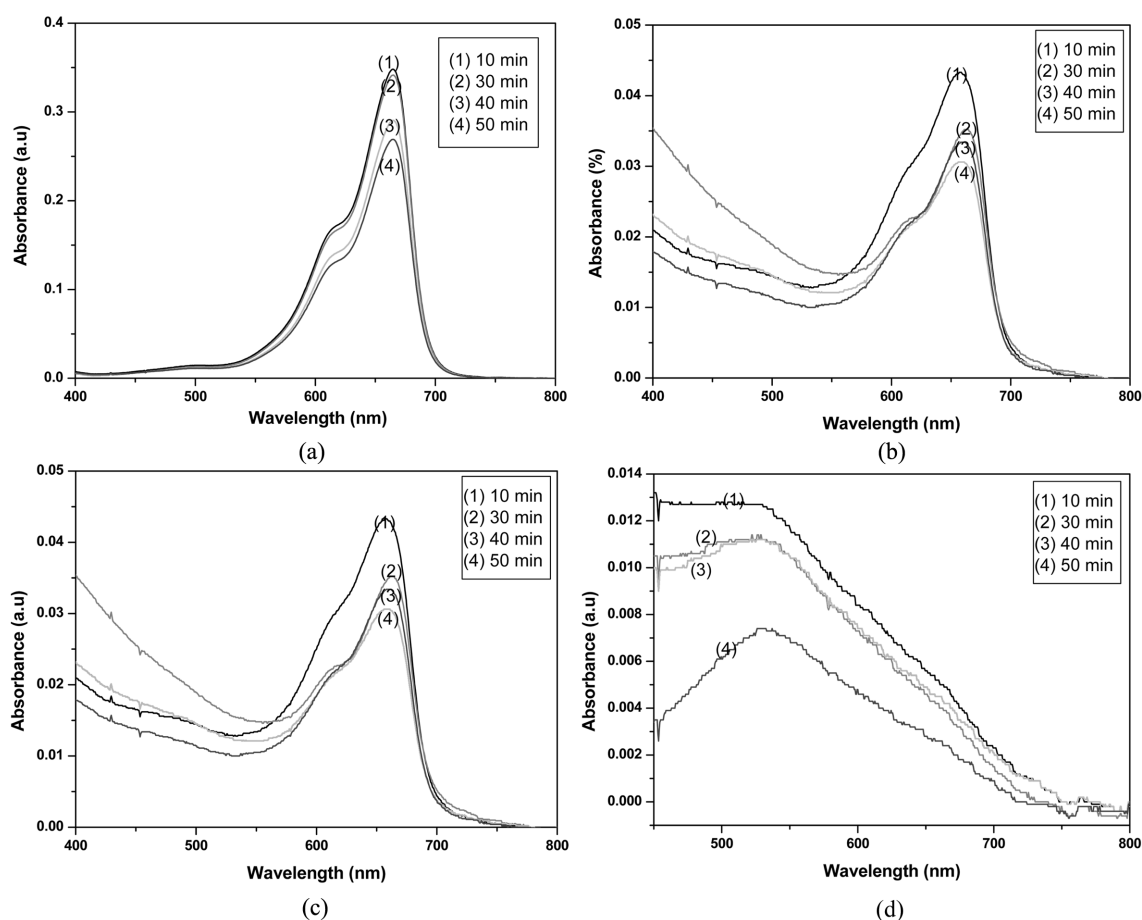 0.4
0.3
0.2
0.1
0.0
Absorbance (a.u)
400
500
600
700
800
Wavelength (nm)
(1) 10 min
(2) 30 min
(3) 40 min
(4) 50 min
(1)
(2)
(3)
(4)
(a)
0.05
0.04
0.03
0.02
0.01
0.00
Absorbance (%)
400
500
600
700
800
Wavelength (nm)
(1) 10 min
(2) 30 min
(3) 40 min
(4) 50 min
(1)
(2)
(3)
(4)
(b)
0.05
0.04
0.03
0.02
0.01
0.00
Absorbance (a.u)
400
500
600
700
800
Wavelength (nm)
(1) 10 min
(2) 30 min
(3) 40 min
(4) 50 min
(1)
(2)
(3)
(4)
(c)
0.014
0.012
0.010
0.008
0.006
0.004
0.002
0.000
Absorbance (a.u)
500
600
700
800
Wavelength (nm)
(1) 10 min
(2) 30 min
(3) 40 min
(4) 50 min
(1)
(2)
(3)
(4)
(d)